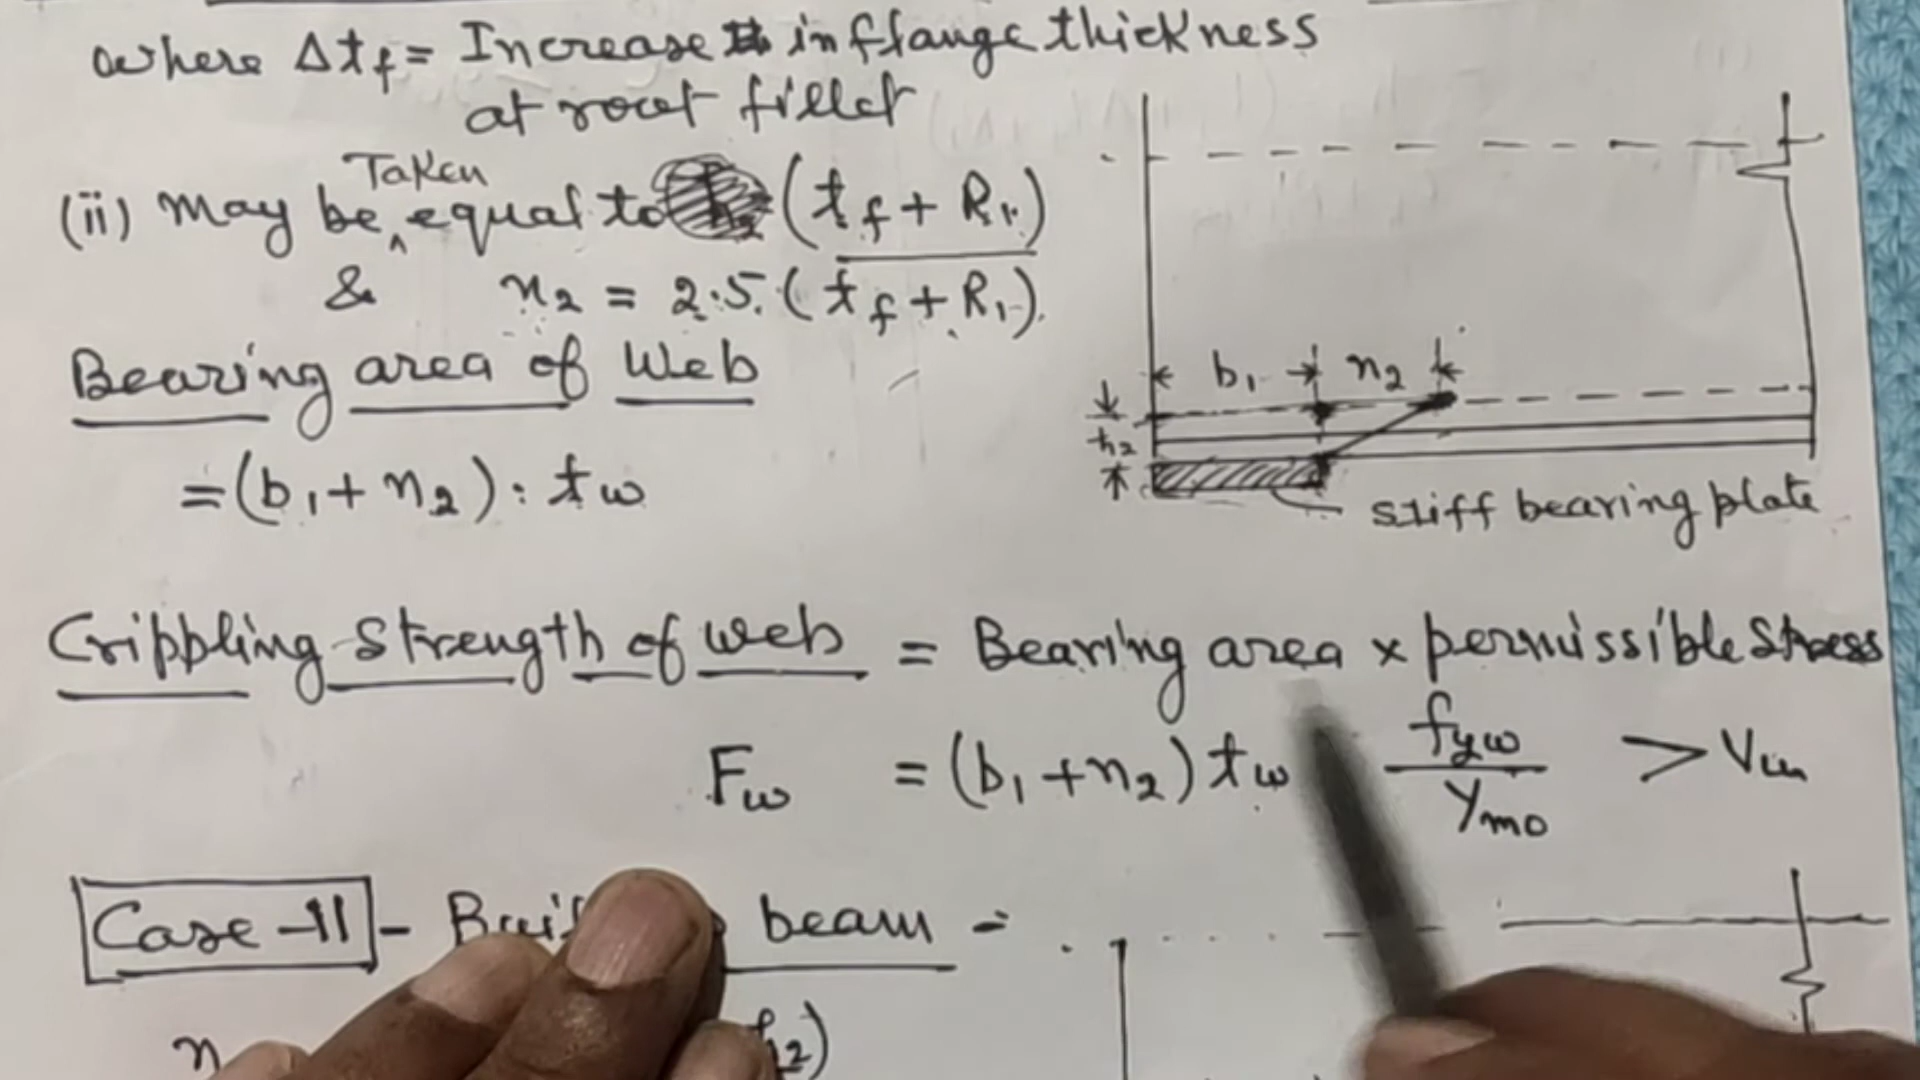 where Δtf = Increase in flange thickness
at root fillet
(ii) may be Taken equal to (tf + R1)
& n2 = 2.5 (tf + R1).
Bearing area of Web
= (b1 + n2) . tw
b1 n2
h2
stiff bearing plate
Crippling Strength of web = Bearing area x permissible Stress
Fw = (b1 + n2) tw fyw / γmo > Vu
Case-II - beam -
n h2)